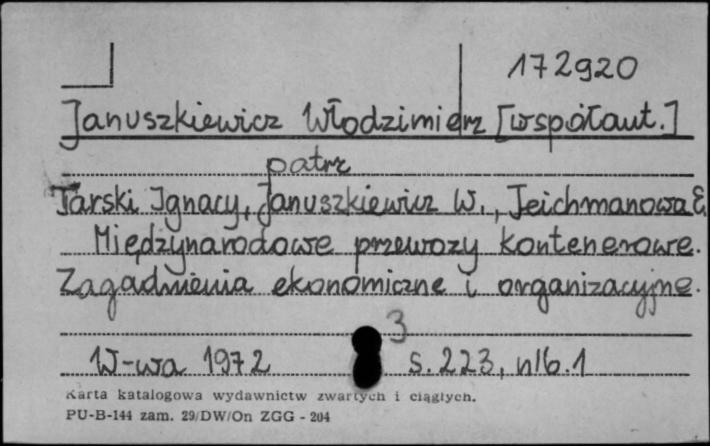 172920
Januszkiewicz Włodzimierz [współaut.]
patrz
Tarski Ignacy, Januszkiewicz W., Teichmanowa E.
Międzynarodowe przewozy kontenerowe.
Zagadnienia ekonomiczne i organizacyjne.
3
W-wa 1972 s. 223, nlb. 1
Karta katalogowa wydawnictw zwartych i ciągłych.
PU-B-144 zam. 29/DW/On ZGG - 204